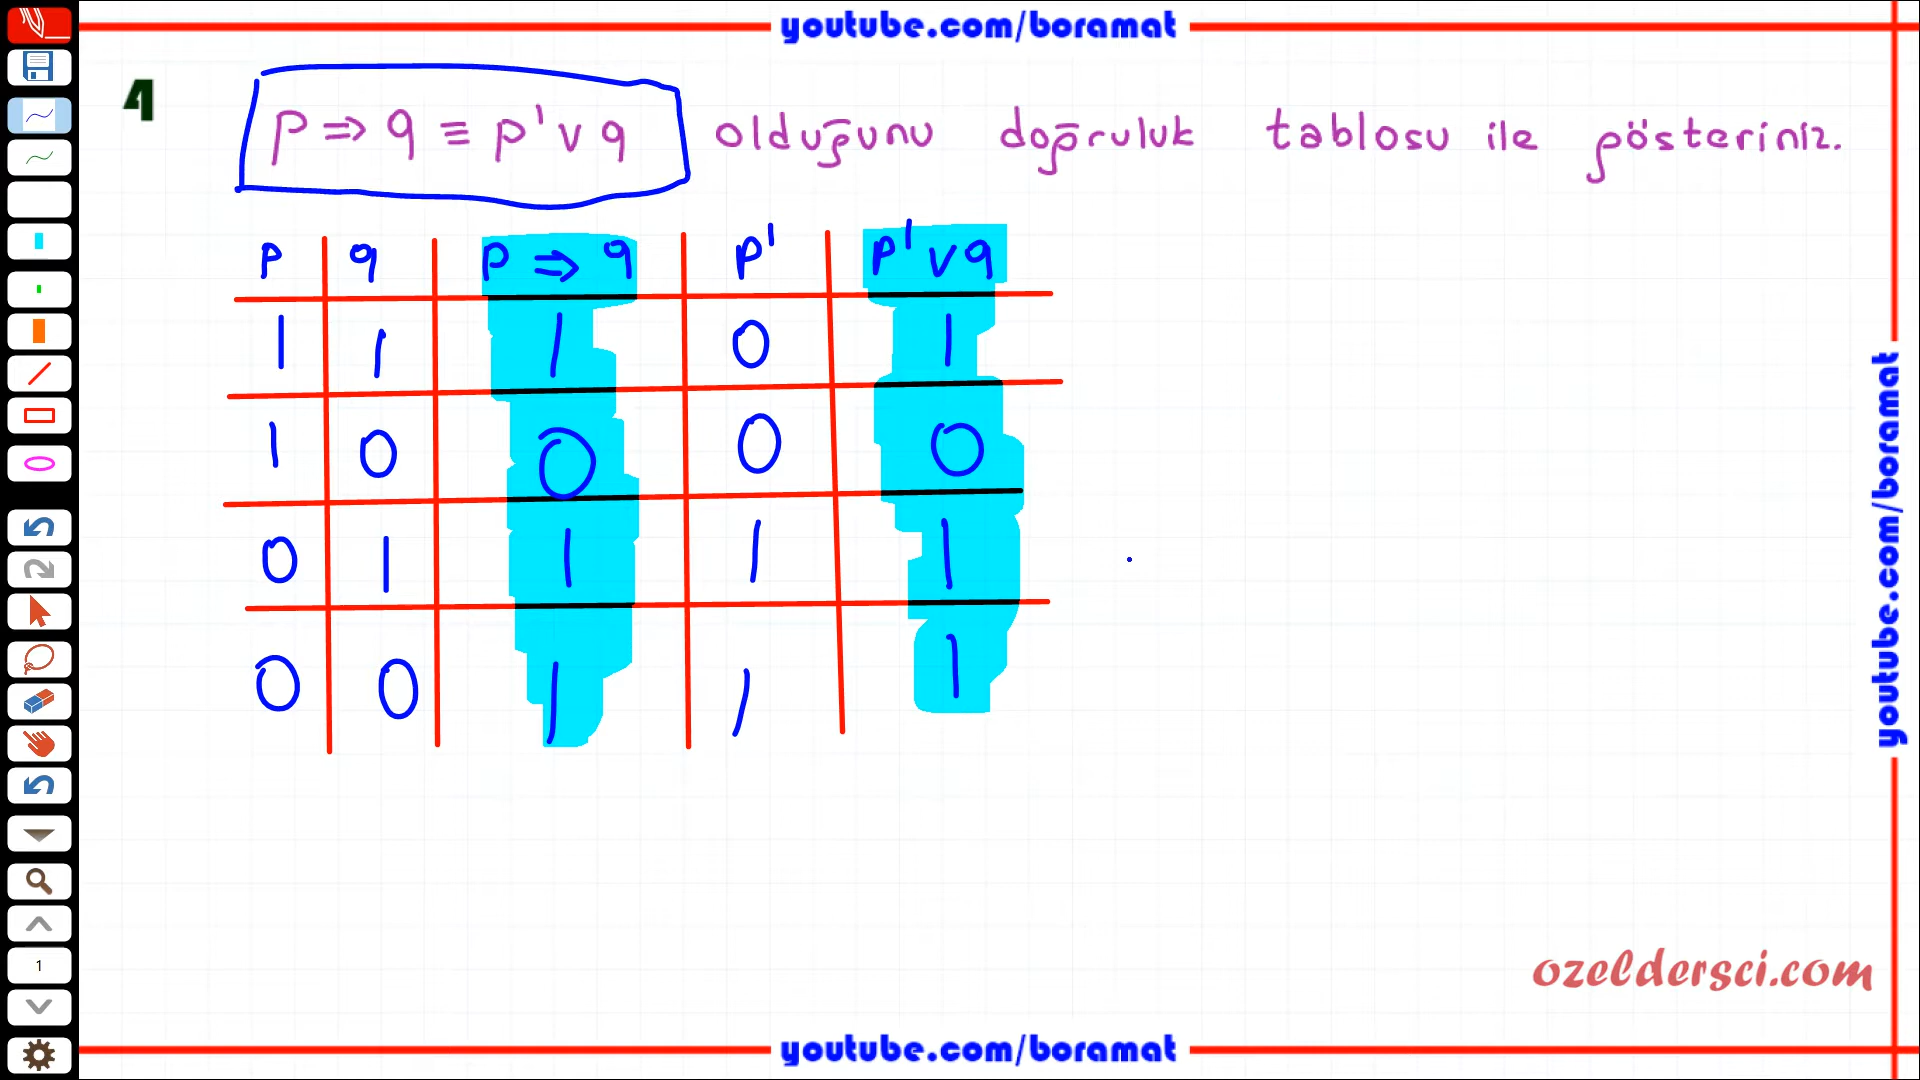 youtube.com/boramat
4
p ⇒ q ≡ p' ∨ q olduğunu doğruluk tablosu ile gösteriniz.
p q p ⇒ q p' p' ∨ q
1 1 1 0 1
1 0 0 0 0
0 1 1 1 1
0 0 1 1 1
youtube.com/boramat
1
ozeldersci.com
youtube.com/boramat